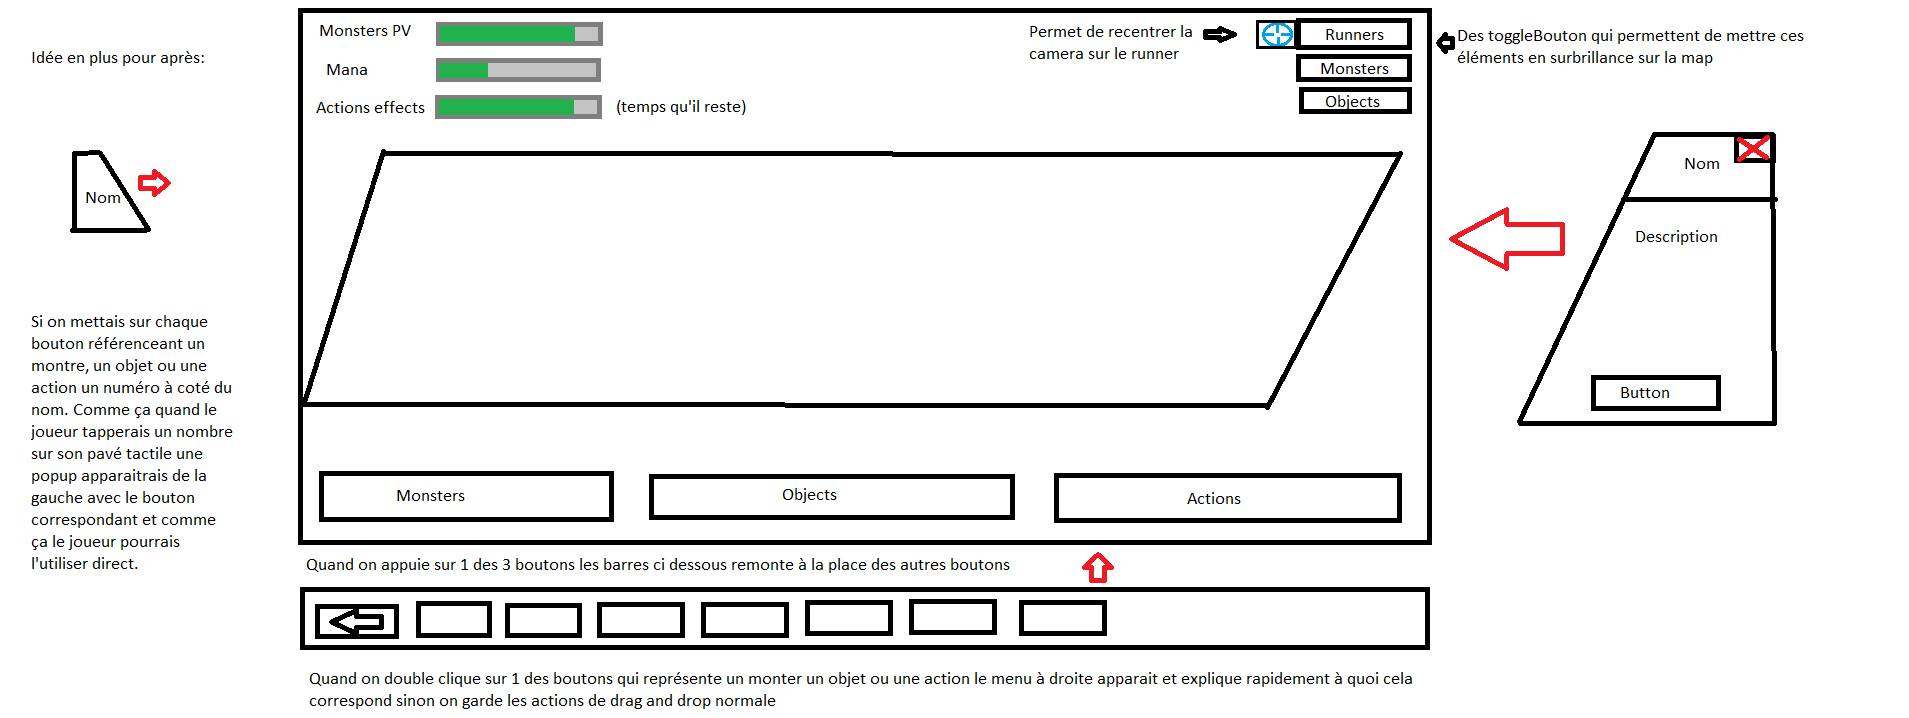 Idée en plus pour après:
Nom
Si on mettais sur chaque
bouton référenceant un
montre, un objet ou une
action un numéro à coté du
nom. Comme ça quand le
joueur tapperais un nombre
sur son pavé tactile une
popup apparaitrais de la
gauche avec le bouton
correspondant et comme
ça le joueur pourrais
l'utiliser direct.
Monsters PV
Mana
Actions effects
(temps qu'il reste)
Permet de recentrer la
camera sur le runner
Runners
Monsters
Objects
Des toggleBouton qui permettent de mettre ces
éléments en surbrillance sur la map
Nom
Description
Button
Monsters
Objects
Actions
Quand on appuie sur 1 des 3 boutons les barres ci dessous remonte à la place des autres boutons
Quand on double clique sur 1 des boutons qui représente un monter un objet ou une action le menu à droite apparait et explique rapidement à quoi cela
correspond sinon on garde les actions de drag and drop normale